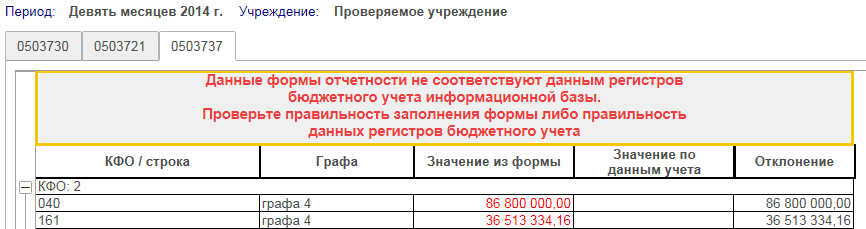 Период: Девять месяцев 2014 г. Учреждение: Проверяемое учреждение
0503730 0503721 0503737
Данные формы отчетности не соответствуют данным регистров
бюджетного учета информационной базы.
Проверьте правильность заполнения формы либо правильность
данных регистров бюджетного учета
КФО / строка Графа Значение из формы Значение по данным учета Отклонение
КФО: 2
040 графа 4 86 800 000,00 86 800 000,00
161 графа 4 36 513 334,16 36 513 334,16